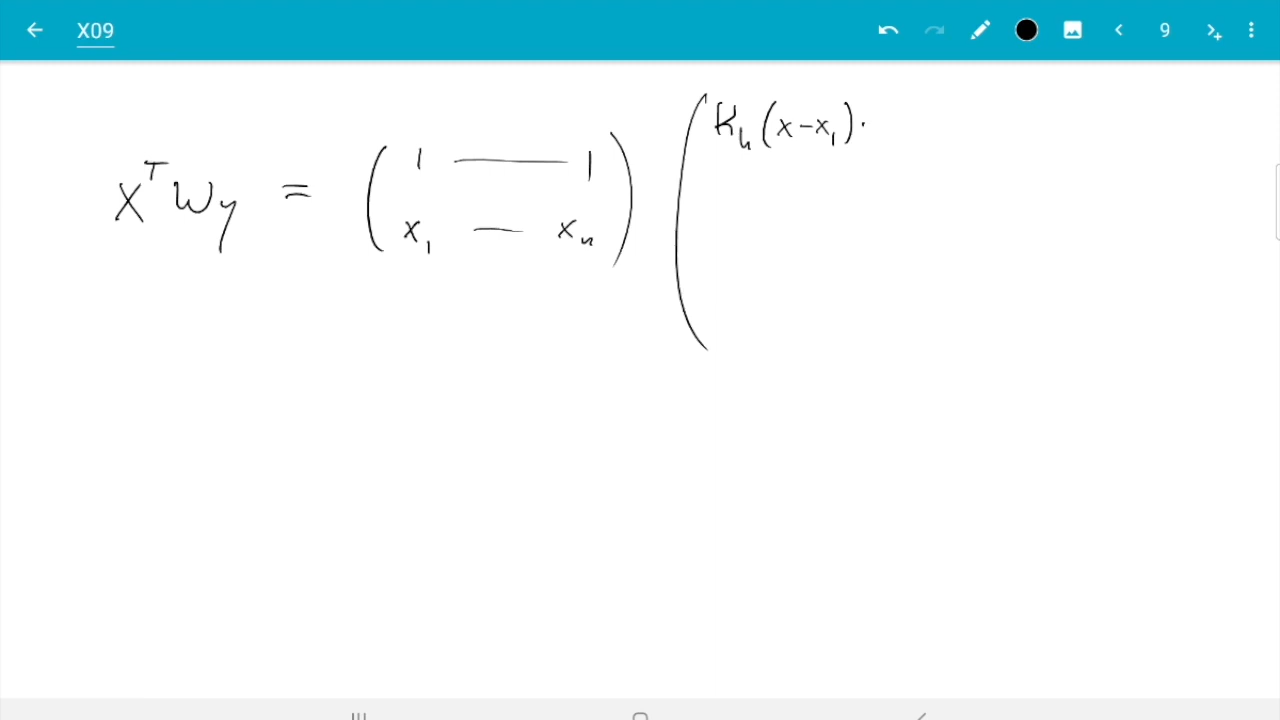 X09
9
X^T W y = ( 1 — 1 ; x_1 — x_n ) ( K_h(x-x_1) ·